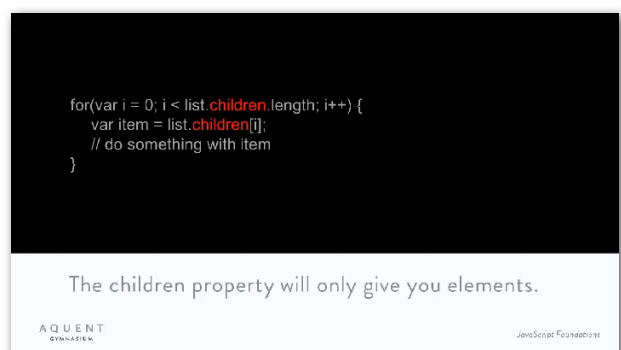 for(var i = 0; i < list.children.length; i++) {
var item = list.children[i];
// do something with item
}
The children property will only give you elements.
AQUENT
GYMNASIUM
JavaScript Foundations